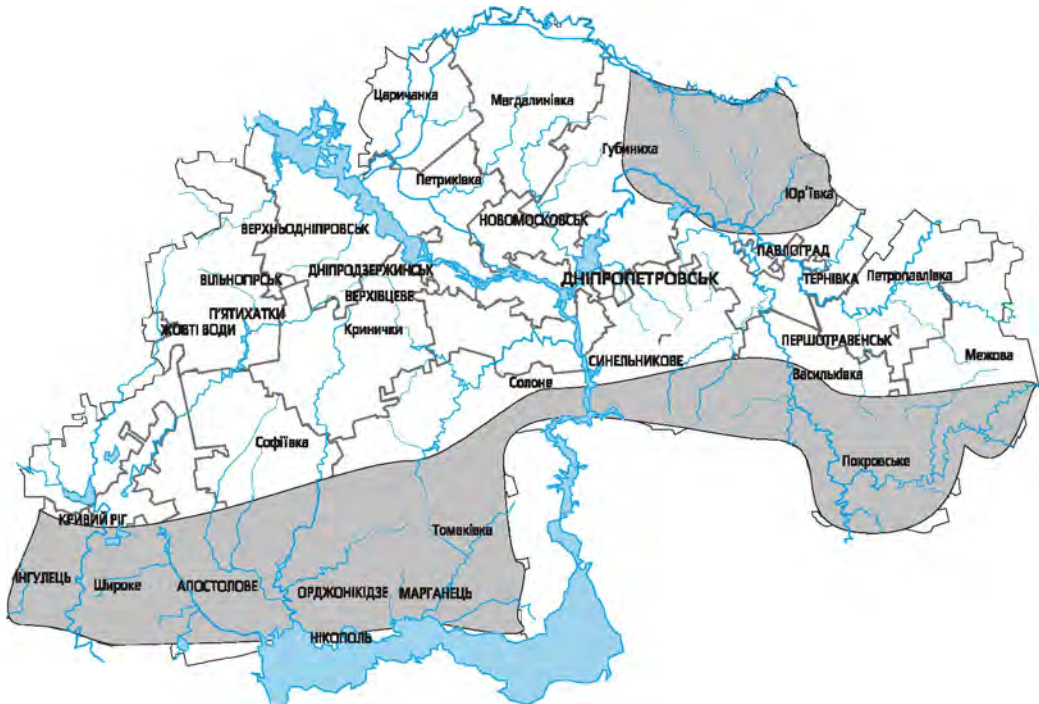 Царичанка
Магдалинівка
Губиниха
Петриківка
Юр'ївка
НОВОМОСКОВСЬК
ВЕРХНЬОДНІПРОВСЬК
ПАВЛОГРАД
ДНІПРОДЗЕРЖИНСЬК
ДНІПРОПЕТРОВСЬК
ТЕРНІВКА
Петропавлівка
ВІЛЬНОГІРСЬК
ВЕРХІВЦЕВЕ
П'ЯТИХАТКИ
ЖОВТІ ВОДИ
Кринички
ПЕРШОТРАВЕНСЬК
СИНЕЛЬНИКОВЕ
Межова
Васильківка
Солоне
Софіївка
Покровське
КРИВИЙ РІГ
Томаківка
ІНГУЛЕЦЬ
Широке
АПОСТОЛОВЕ
ОРДЖОНІКІДЗЕ
МАРГАНЕЦЬ
НІКОПОЛЬ